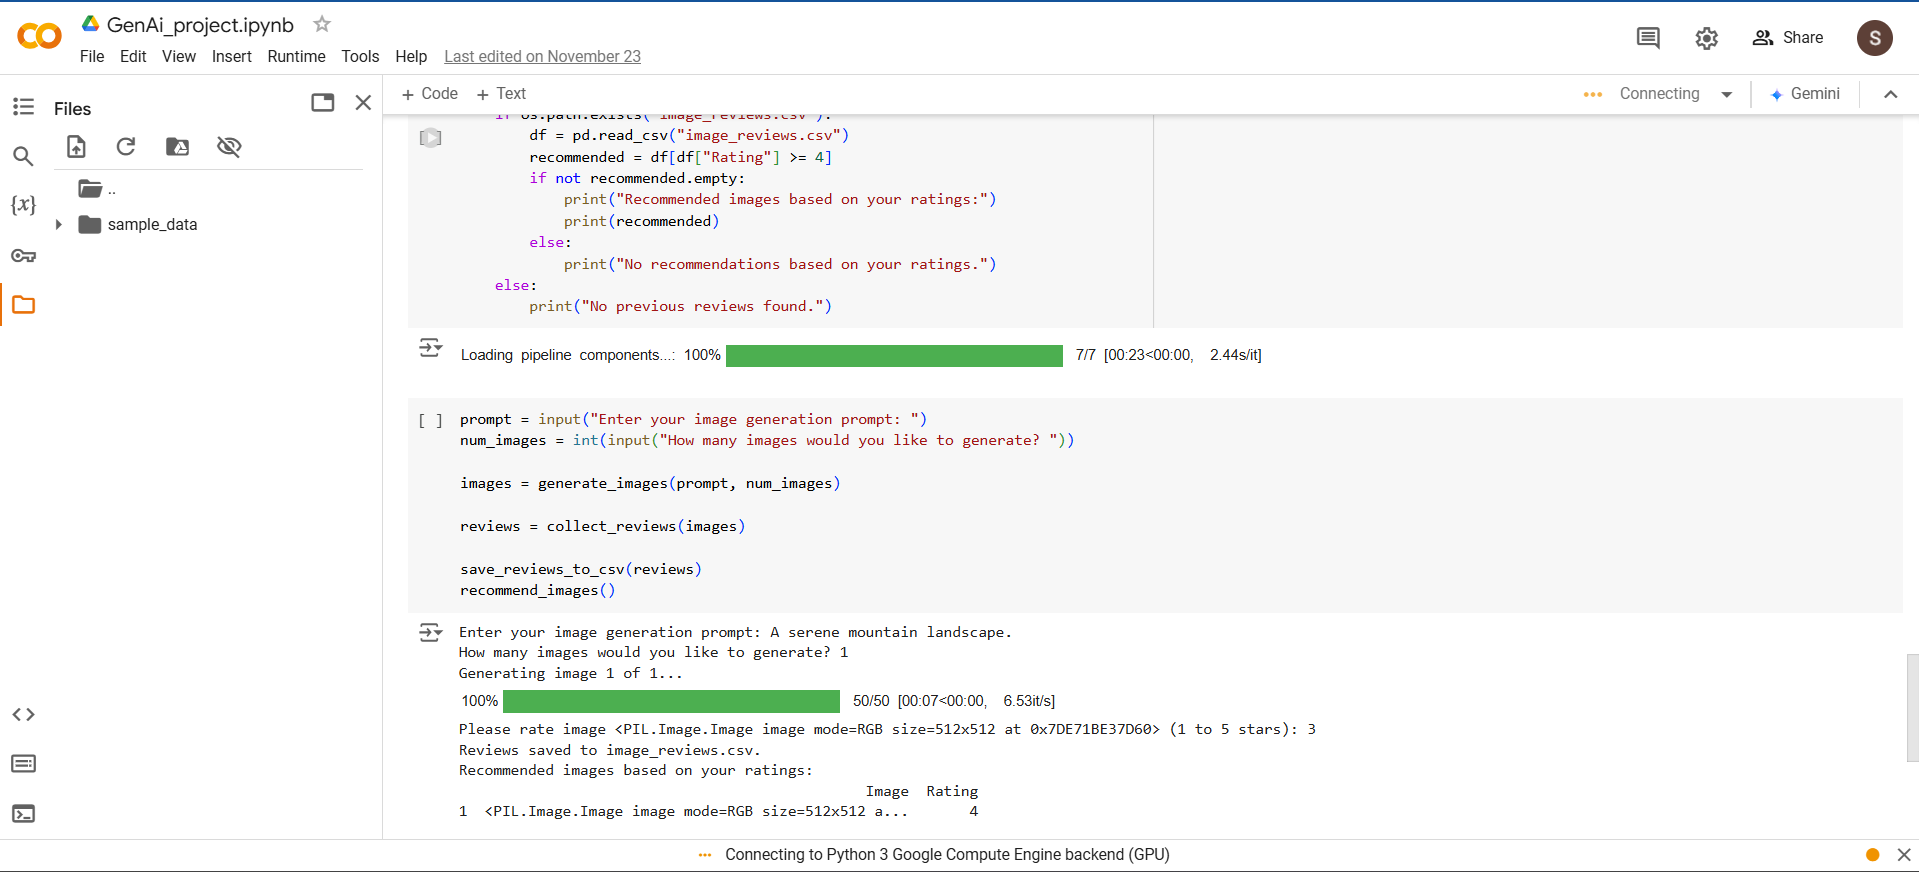 GenAi_project.ipynb
File Edit View Insert Runtime Tools Help Last edited on November 23
Share
S
Files
..
sample_data
{x}
+ Code + Text
Connecting
Gemini
if os.path.exists("image_reviews.csv"):
df = pd.read_csv("image_reviews.csv")
recommended = df[df["Rating"] >= 4]
if not recommended.empty:
print("Recommended images based on your ratings:")
print(recommended)
else:
print("No recommendations based on your ratings.")
else:
print("No previous reviews found.")
Loading pipeline components...: 100% 7/7 [00:23<00:00, 2.44s/it]
[ ] prompt = input("Enter your image generation prompt: ")
num_images = int(input("How many images would you like to generate? "))
images = generate_images(prompt, num_images)
reviews = collect_reviews(images)
save_reviews_to_csv(reviews)
recommend_images()
Enter your image generation prompt: A serene mountain landscape.
How many images would you like to generate? 1
Generating image 1 of 1...
100% 50/50 [00:07<00:00, 6.53it/s]
Please rate image <PIL.Image.Image image mode=RGB size=512x512 at 0x7DE71BE37D60> (1 to 5 stars): 3
Reviews saved to image_reviews.csv.
Recommended images based on your ratings:
Image Rating
1 <PIL.Image.Image image mode=RGB size=512x512 a... 4
Connecting to Python 3 Google Compute Engine backend (GPU)